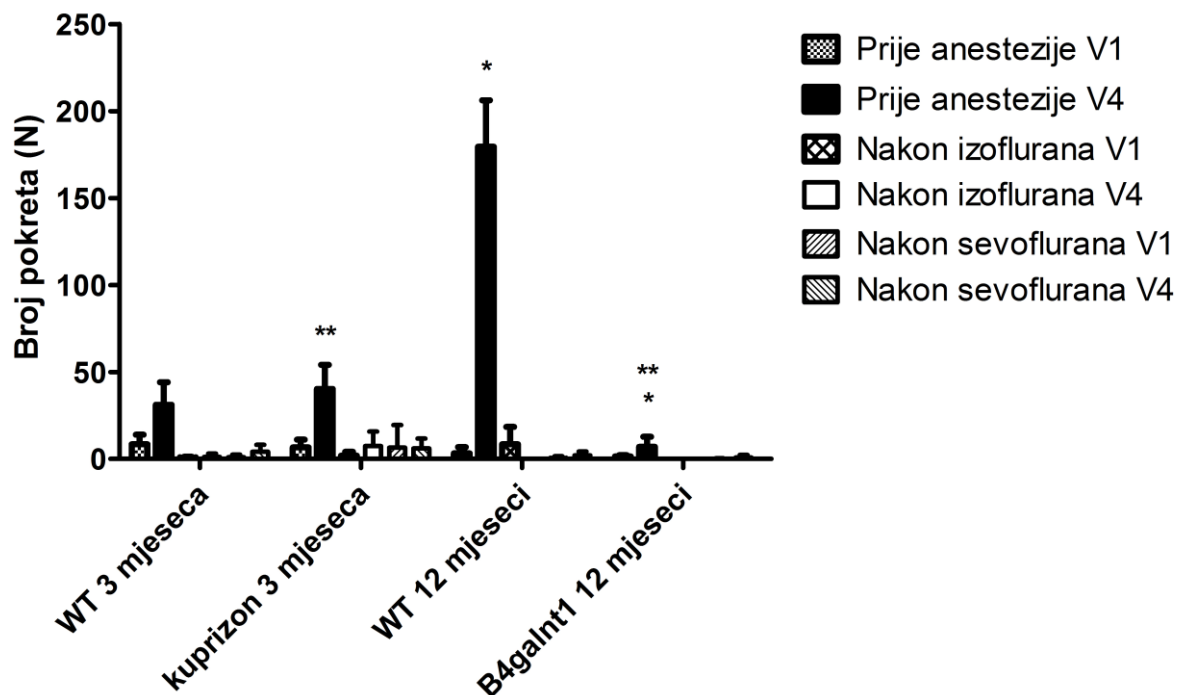 Broj pokreta (N)
250
200
150
100
50
0
*
**
**
*
WT 3 mjeseca
kuprizon 3 mjeseca
WT 12 mjeseci
B4galnt1 12 mjeseci
Prije anestezije V1
Prije anestezije V4
Nakon izoflurana V1
Nakon izoflurana V4
Nakon sevoflurana V1
Nakon sevoflurana V4